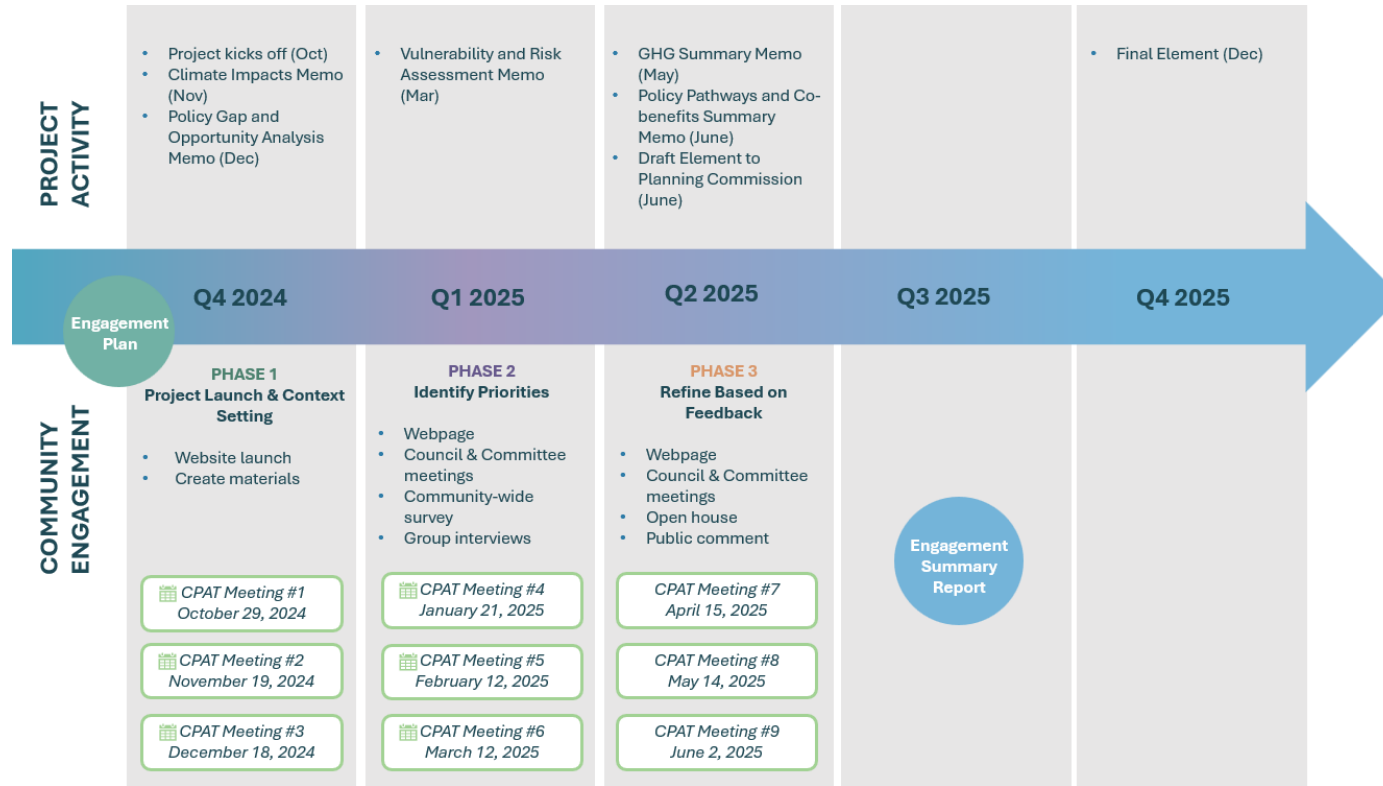 PROJECT
ACTIVITY
Project kicks off (Oct)
Climate Impacts Memo
(Nov)
Policy Gap and
Opportunity Analysis
Memo (Dec)
Vulnerability and Risk
Assessment Memo
(Mar)
GHG Summary Memo
(May)
Policy Pathways and Co-
benefits Summary
Memo (June)
Draft Element to
Planning Commission
(June)
Final Element (Dec)
Q4 2024
Q1 2025
Q2 2025
Q3 2025
Q4 2025
Engagement
Plan
COMMUNITY
ENGAGEMENT
PHASE 1
Project Launch & Context
Setting
Website launch
Create materials
CPAT Meeting #1
October 29, 2024
CPAT Meeting #2
November 19, 2024
CPAT Meeting #3
December 18, 2024
PHASE 2
Identify Priorities
Webpage
Council & Committee
meetings
Community-wide
survey
Group interviews
CPAT Meeting #4
January 21, 2025
CPAT Meeting #5
February 12, 2025
CPAT Meeting #6
March 12, 2025
PHASE 3
Refine Based on
Feedback
Webpage
Council & Committee
meetings
Open house
Public comment
CPAT Meeting #7
April 15, 2025
CPAT Meeting #8
May 14, 2025
CPAT Meeting #9
June 2, 2025
Engagement
Summary
Report